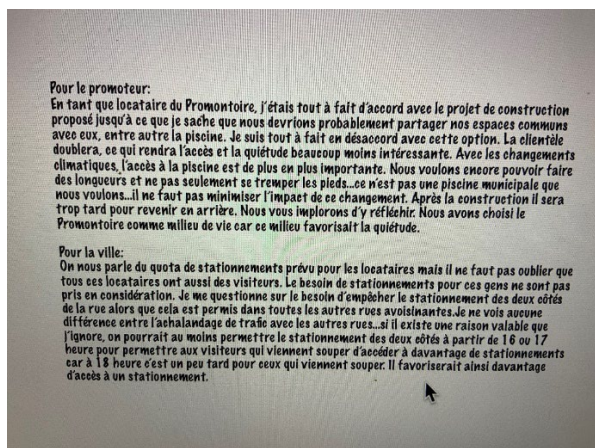 Pour le promoteur:
En tant que locataire du Promontoire, j'étais tout à fait d'accord avec le projet de construction
proposé jusqu'à ce que je sache que nous devrions probablement partager nos espaces communs
avec eux, entre autre la piscine. Je suis tout à fait en désaccord avec cette option. La clientèle
doublera, ce qui rendra l'accès et la quiétude beaucoup moins intéressante. Avec les changements
climatiques, l'accès à la piscine est de plus en plus importante. Nous voulons encore pouvoir faire
des longueurs et ne pas seulement se tremper les pieds...ce n'est pas une piscine municipale que
nous voulons...il ne faut pas minimiser l'impact de ce changement. Après la construction il sera
trop tard pour revenir en arrière. Nous vous implorons d'y réfléchir. Nous avons choisi le
Promontoire comme milieu de vie car ce milieu favorisait la quiétude.
Pour la ville:
On nous parle du quota de stationnements prévu pour les locataires mais il ne faut pas oublier que
tous ces locataires ont aussi des visiteurs. Le besoin de stationnements pour ces gens ne sont pas
pris en considération. Je me questionne sur le besoin d'empêcher le stationnement des deux côtés
de la rue alors que cela est permis dans toutes les autres rues avoisinantes.Je ne vois aucune
différence entre l'achalandage de trafic avec les autres rues...si il existe une raison valable que
j'ignore, on pourrait au moins permettre le stationnement des deux côtés à partir de 16 ou 17
heure pour permettre aux visiteurs qui viennent souper d'accéder à davantage de stationnements
car à 18 heure c'est un peu tard pour ceux qui viennent souper. Il favoriserait ainsi davantage
d'accès à un stationnement.